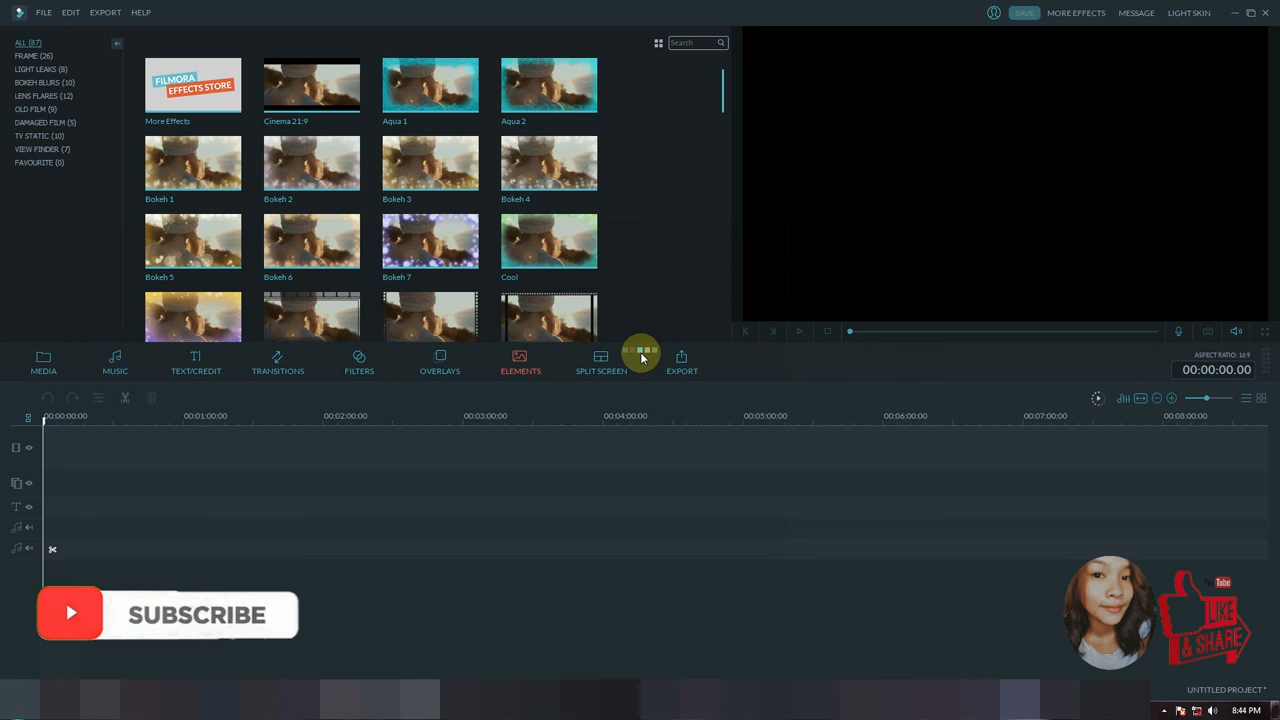 FILE EDIT EXPORT HELP
SAVE MORE EFFECTS MESSAGE LIGHT SKIN
ALL (87)
FRAME (26)
LIGHT LEAKS (8)
BOKEH BLURS (10)
LENS FLARES (12)
OLD FILM (9)
DAMAGED FILM (5)
TV STATIC (10)
VIEW FINDER (7)
FAVOURITE (0)
Search
FILMORA
EFFECTS STORE
More Effects Cinema 21:9 Aqua 1 Aqua 2
Bokeh 1 Bokeh 2 Bokeh 3 Bokeh 4
Bokeh 5 Bokeh 6 Bokeh 7 Cool
MEDIA MUSIC TEXT/CREDIT TRANSITIONS FILTERS OVERLAYS ELEMENTS SPLIT SCREEN EXPORT
ASPECT RATIO: 16:9
00:00:00.00
00:00:00:00 00:01:00:00 00:02:00:00 00:03:00:00 00:04:00:00 00:05:00:00 00:06:00:00 00:07:00:00 00:08:00:00
SUBSCRIBE
YouTube
LIKE
& SHARE
UNTITLED PROJECT *
8:44 PM